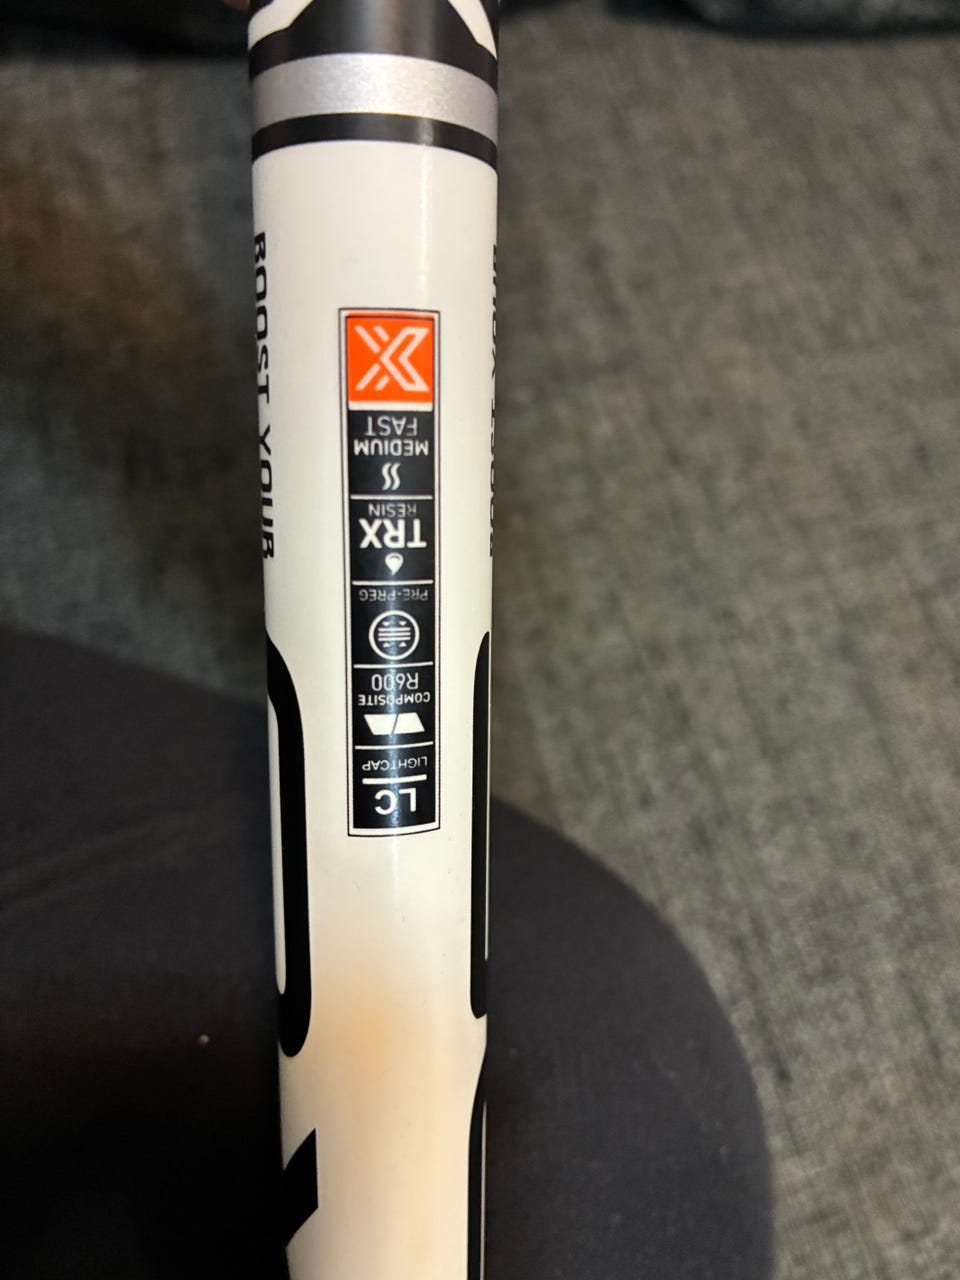 LC
LIGHTCAP
COMPOSITE
R600
PRE-PREG
TRX
RESIN
MEDIUM
FAST
X
BOOST YOUR